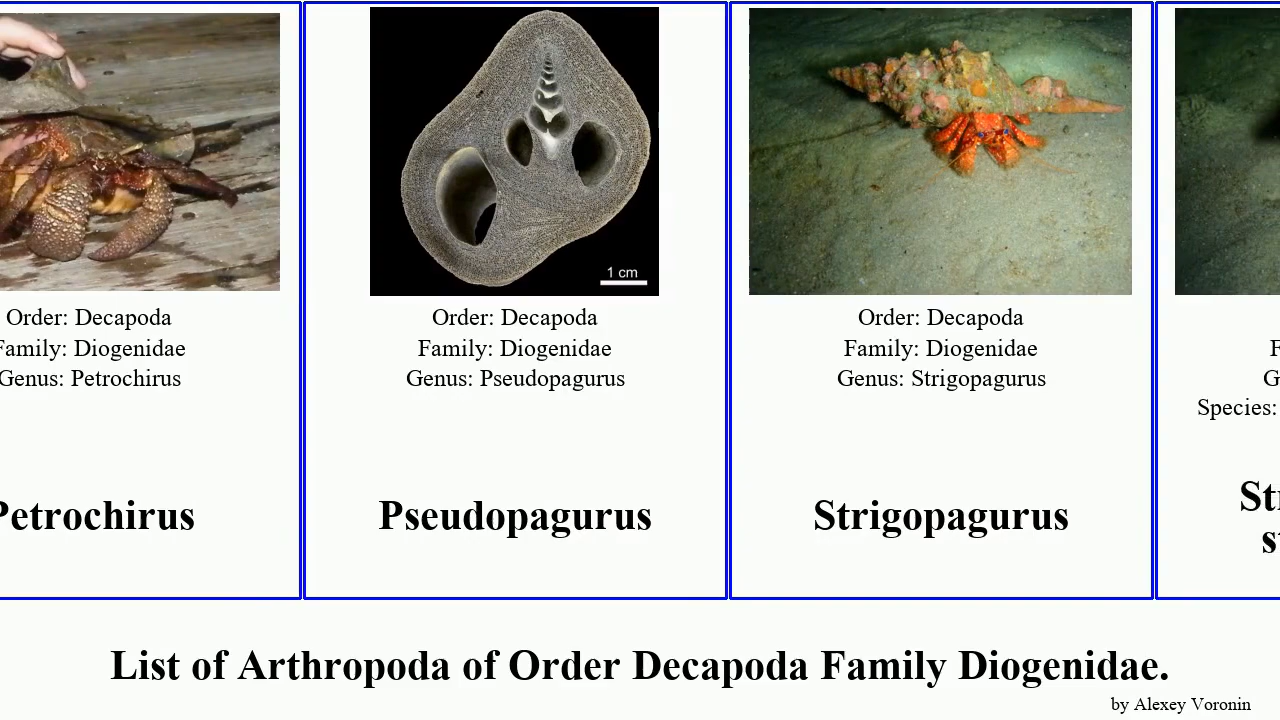 1 cm
Order: Decapoda
Family: Diogenidae
Genus: Petrochirus
Petrochirus
Order: Decapoda
Family: Diogenidae
Genus: Pseudopagurus
Pseudopagurus
Order: Decapoda
Family: Diogenidae
Genus: Strigopagurus
Strigopagurus
Species:
List of Arthropoda of Order Decapoda Family Diogenidae.
by Alexey Voronin